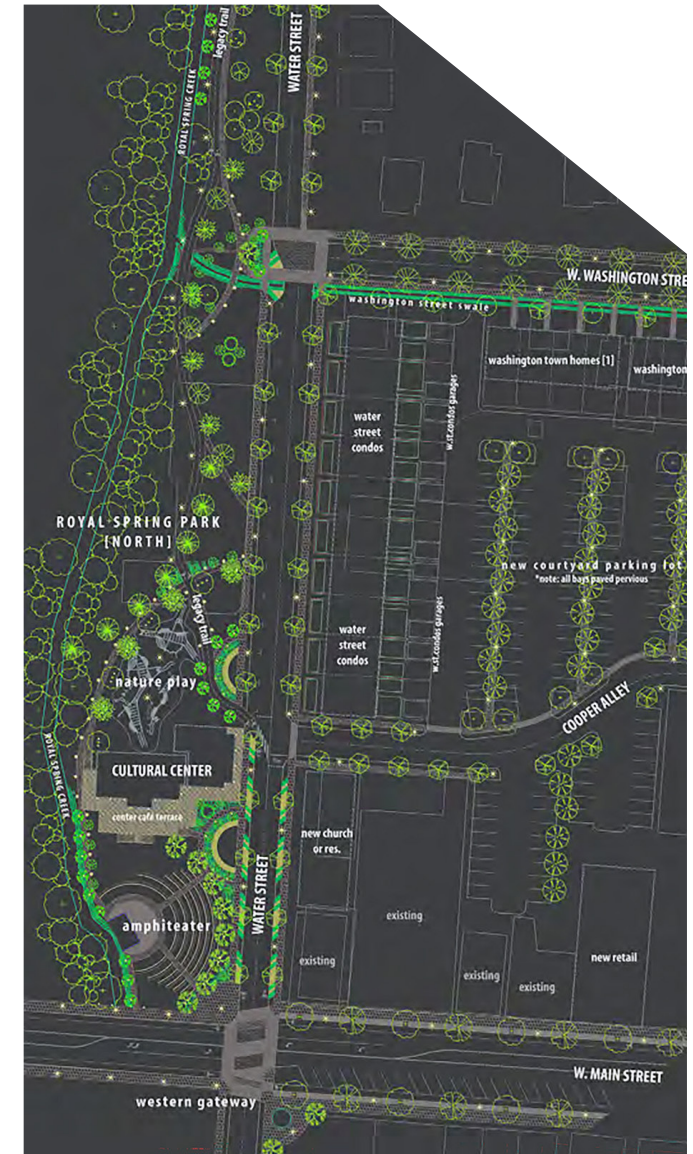 legacy trail
WATER STREET
ROYAL SPRING CREEK
W. WASHINGTON STRE
washington street swale
washington town homes [1]
washington
w.st.condos garages
water
street
condos
ROYAL SPRING PARK
[NORTH]
new courtyard parking lot
*note: all bays paved pervious
legacy trail
water
street
condos
w.st.condos garages
nature play
COOPER ALLEY
ROYAL SPRING CREEK
CULTURAL CENTER
center café terrace
new church
or res.
WATER STREET
amphiteater
existing
existing
existing
existing
new retail
W. MAIN STREET
western gateway